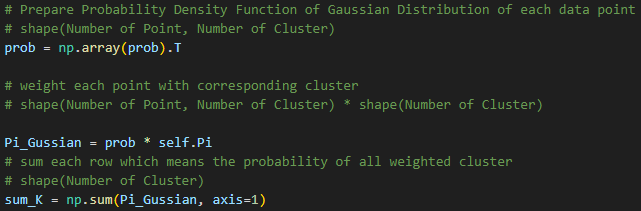 # Prepare Probability Density Function of Gaussian Distribution of each data point
# shape(Number of Point, Number of Cluster)
prob = np.array(prob).T
# weight each point with corresponding cluster
# shape(Number of Point, Number of Cluster) * shape(Number of Cluster)
Pi_Gussian = prob * self.Pi
# sum each row which means the probability of all weighted cluster
# shape(Number of Cluster)
sum_K = np.sum(Pi_Gussian, axis=1)